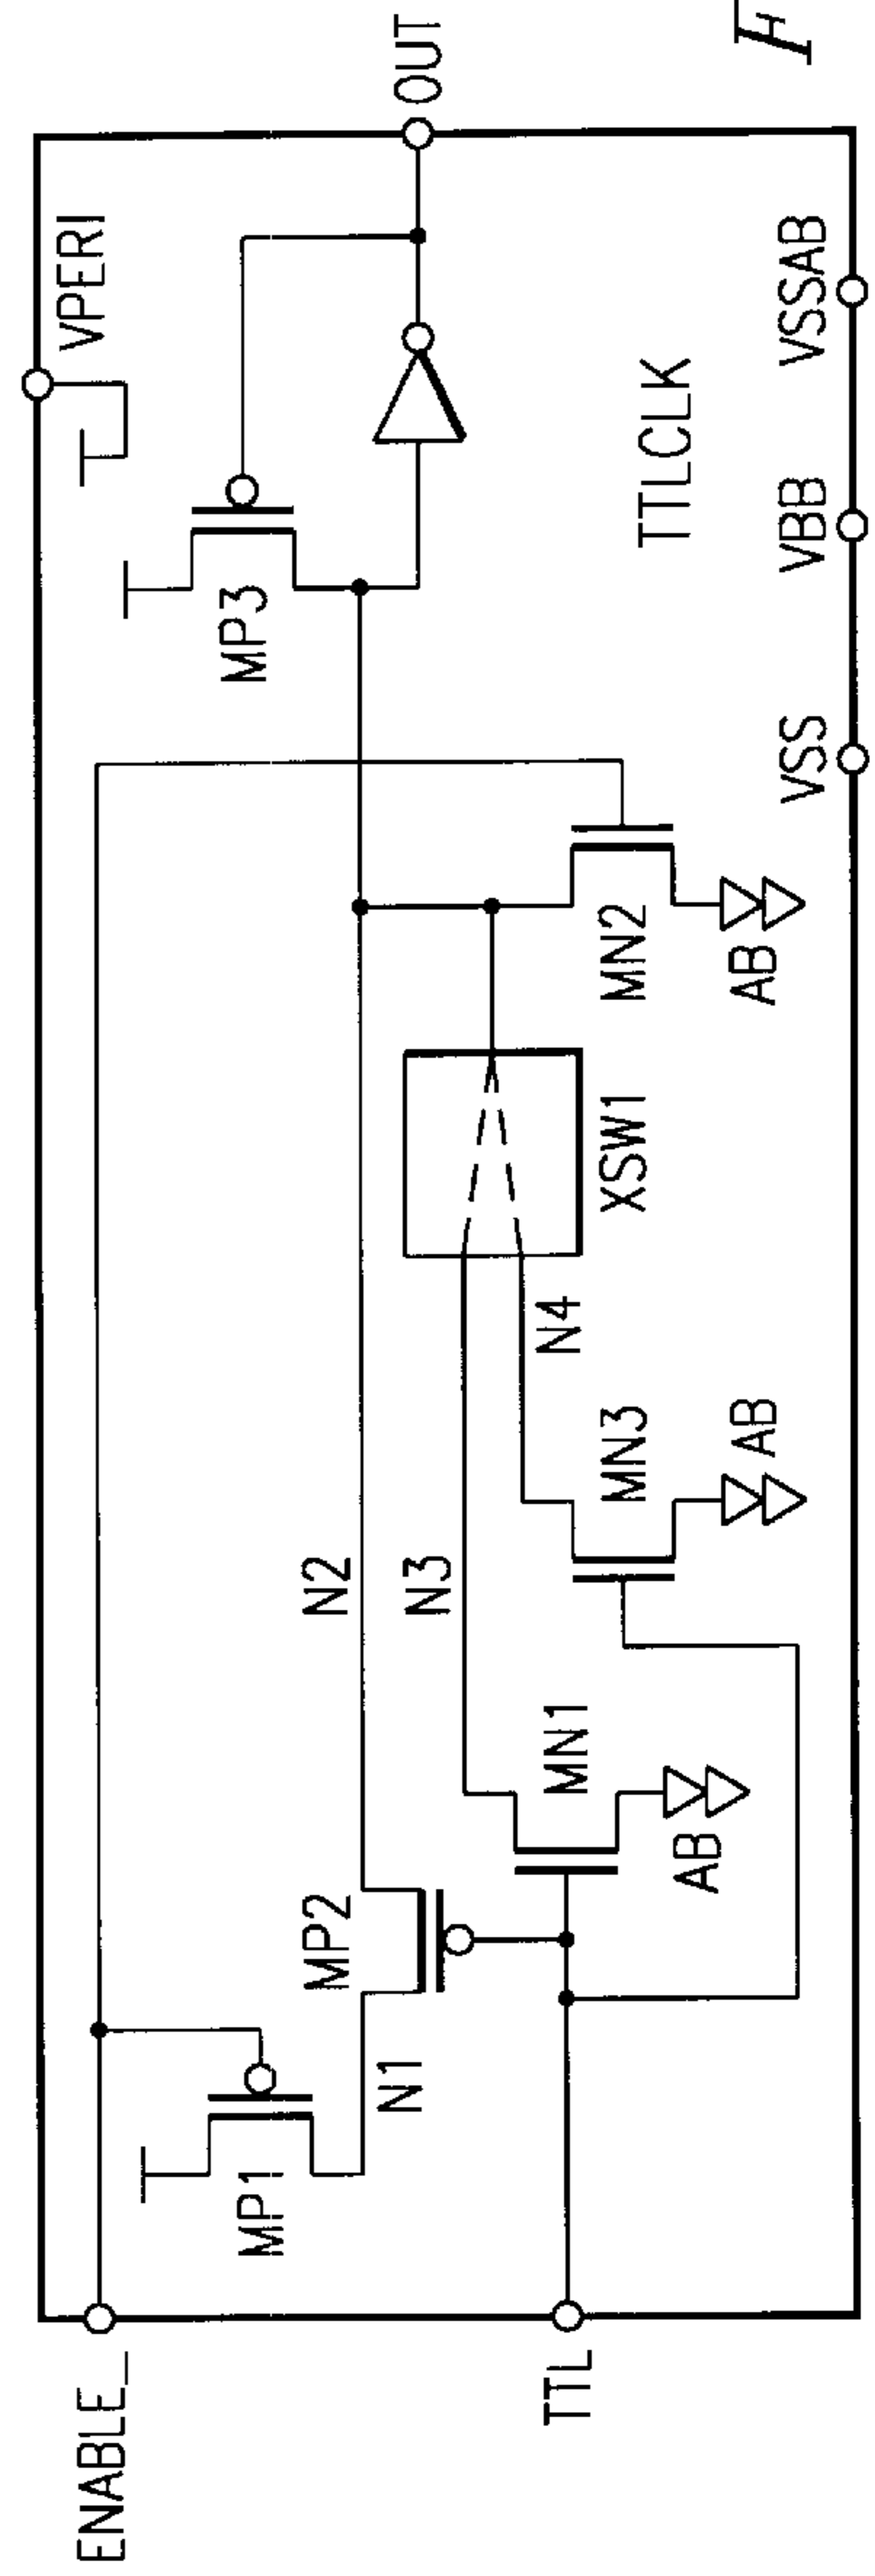 ENABLE_
TTL
MP1
N1
MP2
N2
N3
MN1
AB
MN3
AB
N4
XSW1
MN2
AB
MP3
VPERI
TTLCLK
OUT
VSS
VBB
VSSAB